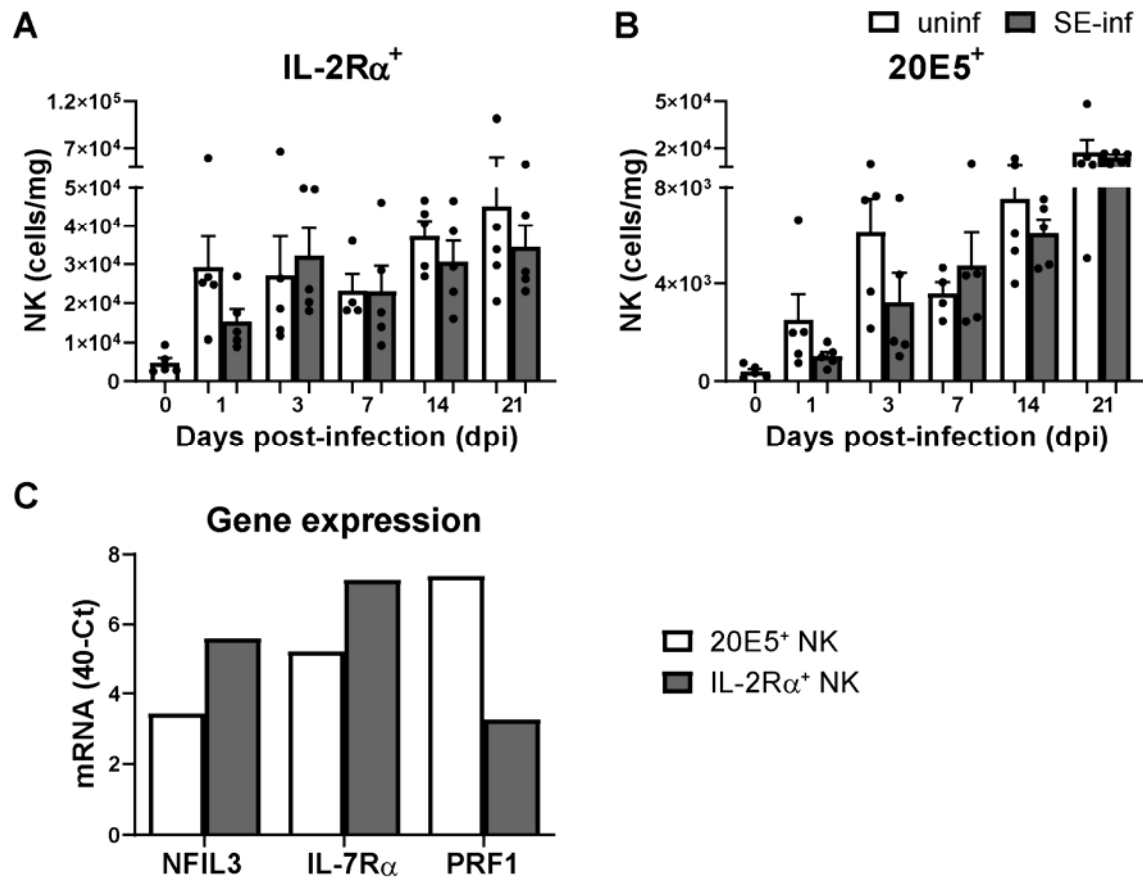 A
IL-2Rα⁺
NK (cells/mg)
1.2×10⁵
7×10⁴
5×10⁴
4×10⁴
3×10⁴
2×10⁴
1×10⁴
0
0 1 3 7 14 21
Days post-infection (dpi)
B
uninf SE-inf
20E5⁺
NK (cells/mg)
5×10⁴
2×10⁴
8×10³
4×10³
0
0 1 3 7 14 21
Days post-infection (dpi)
C
Gene expression
mRNA (40-Ct)
8
6
4
2
0
NFIL3 IL-7Rα PRF1
20E5⁺ NK
IL-2Rα⁺ NK